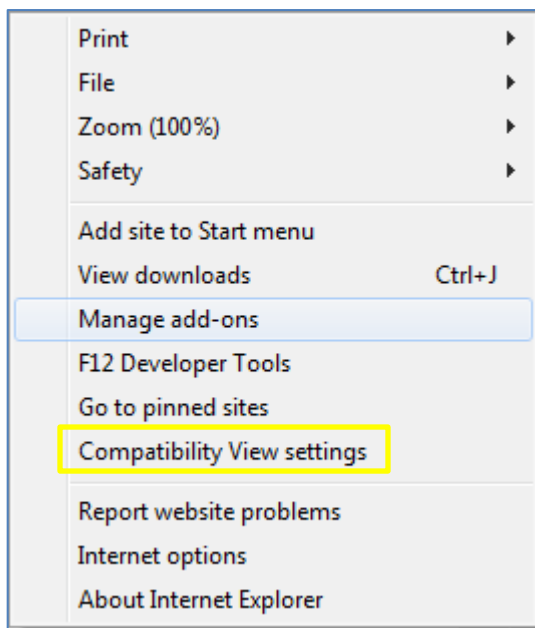 Print
File
Zoom (100%)
Safety
Add site to Start menu
View downloads Ctrl+J
Manage add-ons
F12 Developer Tools
Go to pinned sites
Compatibility View settings
Report website problems
Internet options
About Internet Explorer